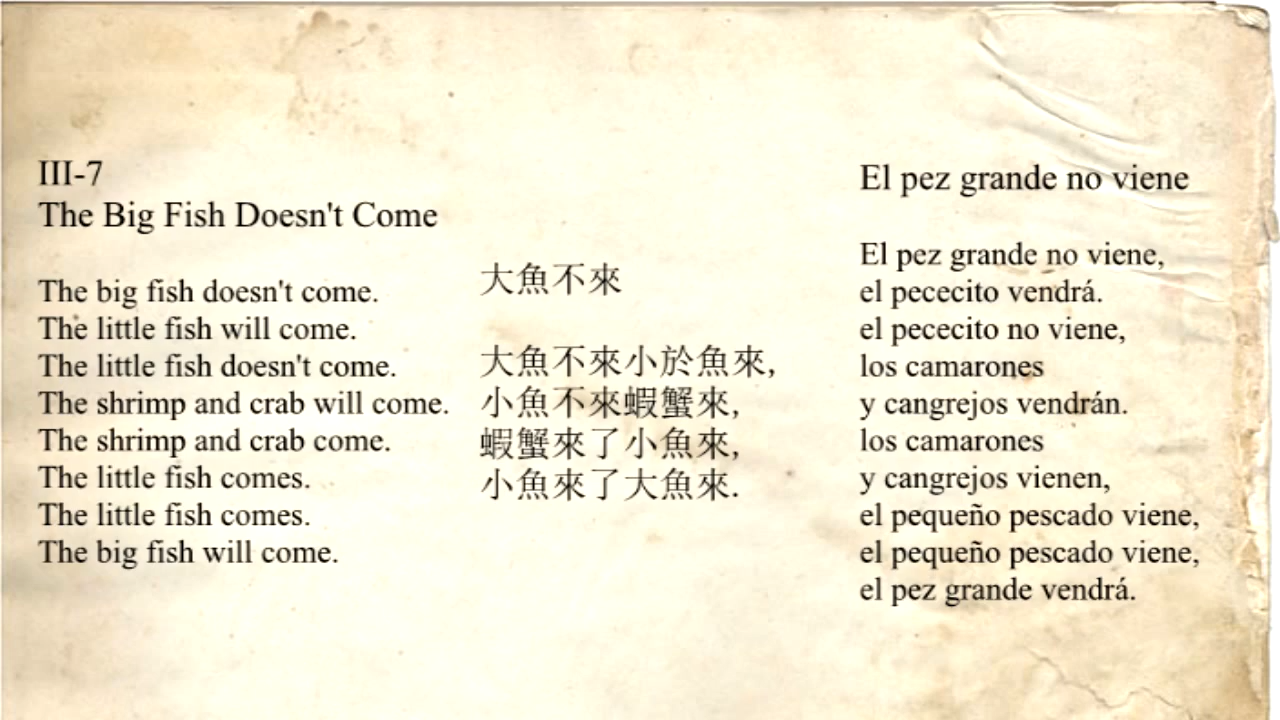 III-7
The Big Fish Doesn't Come
The big fish doesn't come.
The little fish will come.
The little fish doesn't come.
The shrimp and crab will come.
The shrimp and crab come.
The little fish comes.
The little fish comes.
The big fish will come.
大魚不來
大魚不來小於魚來,
小魚不來蝦蟹來,
蝦蟹來了小魚來,
小魚來了大魚來.
El pez grande no viene
El pez grande no viene,
el pececito vendrá.
el pececito no viene,
los camarones
y cangrejos vendrán.
los camarones
y cangrejos vienen,
el pequeño pescado viene,
el pequeño pescado viene,
el pez grande vendrá.